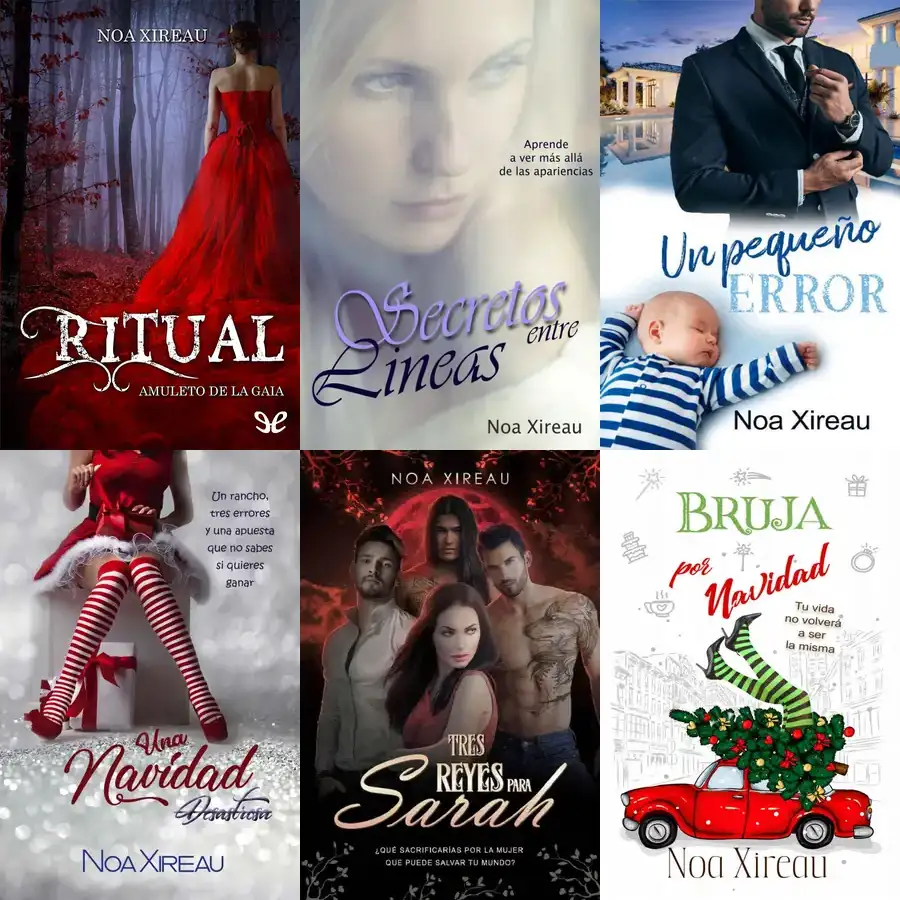 NOA XIREAU
RITUAL
AMULETO DE LA GAIA
Aprende
a ver más allá
de las apariencias
Secretos
entre
Lineas
Noa Xireau
Un pequeño
ERROR
Noa Xireau
Un rancho,
tres errores
y una apuesta
que no sabes
si quieres
ganar
Una
Navidad
Desastrosa
NOA XIREAU
NOA XIREAU
TRES
REYES PARA
Sarah
¿QUÉ SACRIFICARÍAS POR LA MUJER
QUE PUEDE SALVAR TU MUNDO?
BRUJA
por
Navidad
Tu vida
no volverá
a ser
la misma
Noa Xireau